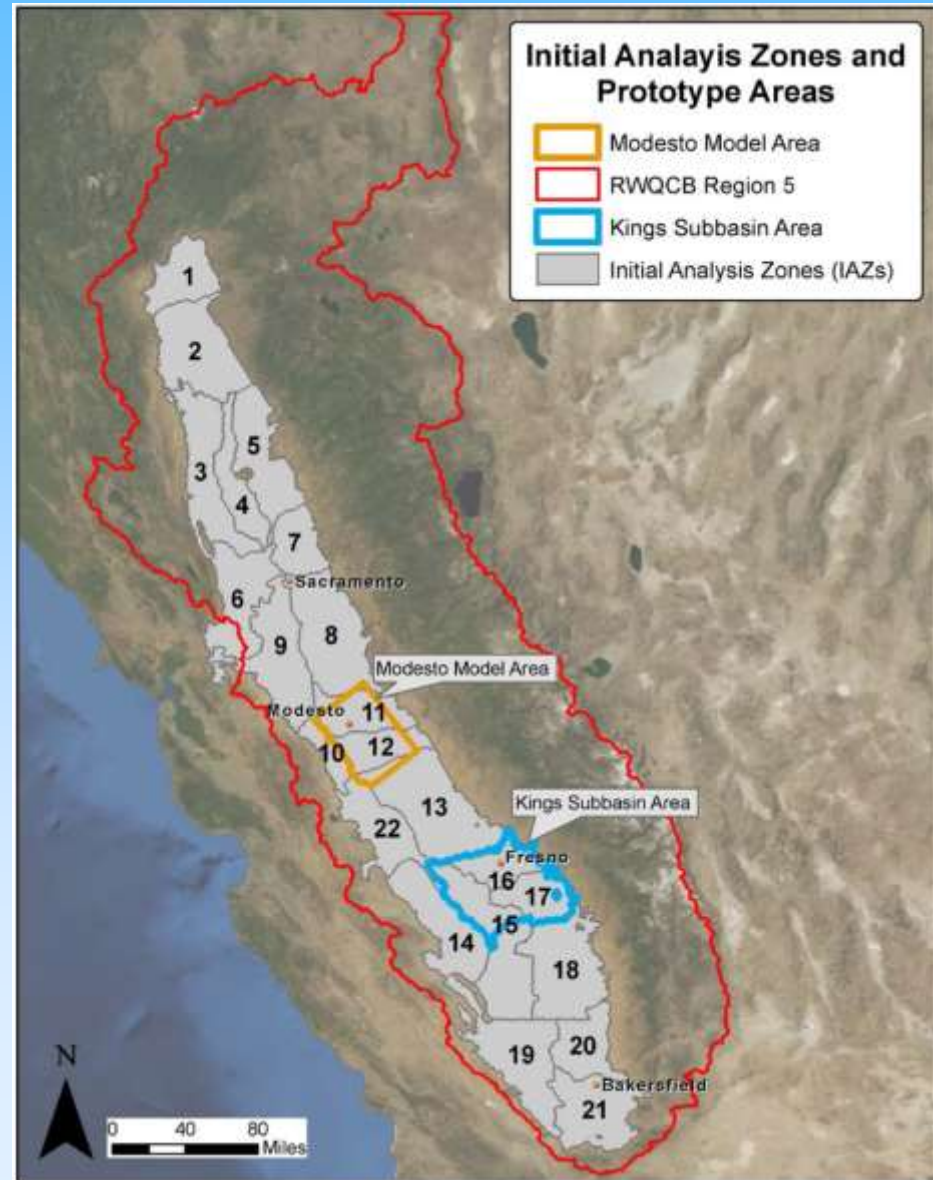 Initial Analayis Zones and
Prototype Areas
Modesto Model Area
RWQCB Region 5
Kings Subbasin Area
Initial Analysis Zones (IAZs)
1
2
5
3
4
7
Sacramento
6
9
8
Modesto Model Area
Modesto
11
10
12
13
Kings Subbasin Area
22
Fresno
16
17
15
14
18
19
20
Bakersfield
21
N
0 40 80
Miles